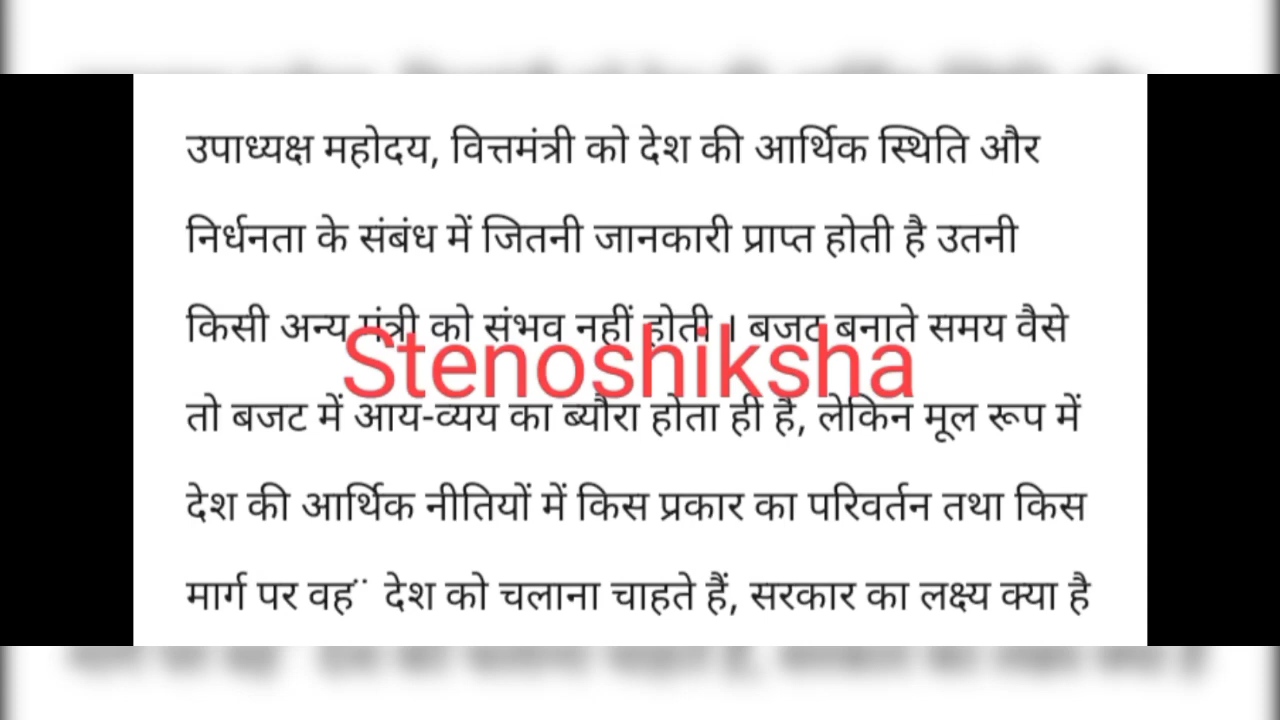 उपाध्यक्ष महोदय, वित्तमंत्री को देश की आर्थिक स्थिति और
निर्धनता के संबंध में जितनी जानकारी प्राप्त होती है उतनी
किसी अन्य मंत्री को संभव नहीं होती । बजट बनाते समय वैसे
Stenoshiksha
तो बजट में आय-व्यय का ब्यौरा होता ही है, लेकिन मूल रूप में
देश की आर्थिक नीतियों में किस प्रकार का परिवर्तन तथा किस
मार्ग पर वह¨ देश को चलाना चाहते हैं, सरकार का लक्ष्य क्या है